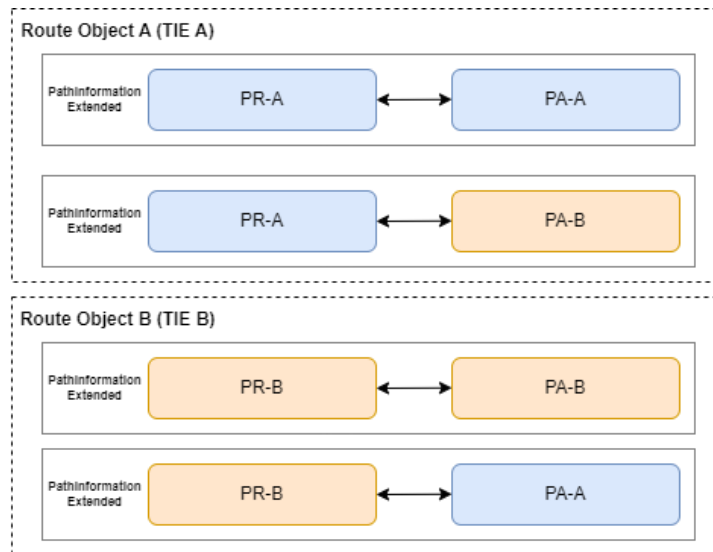 Route Object A (TIE A)
PathInformation
Extended
PR-A
PA-A
PathInformation
Extended
PR-A
PA-B
Route Object B (TIE B)
PathInformation
Extended
PR-B
PA-B
PathInformation
Extended
PR-B
PA-A